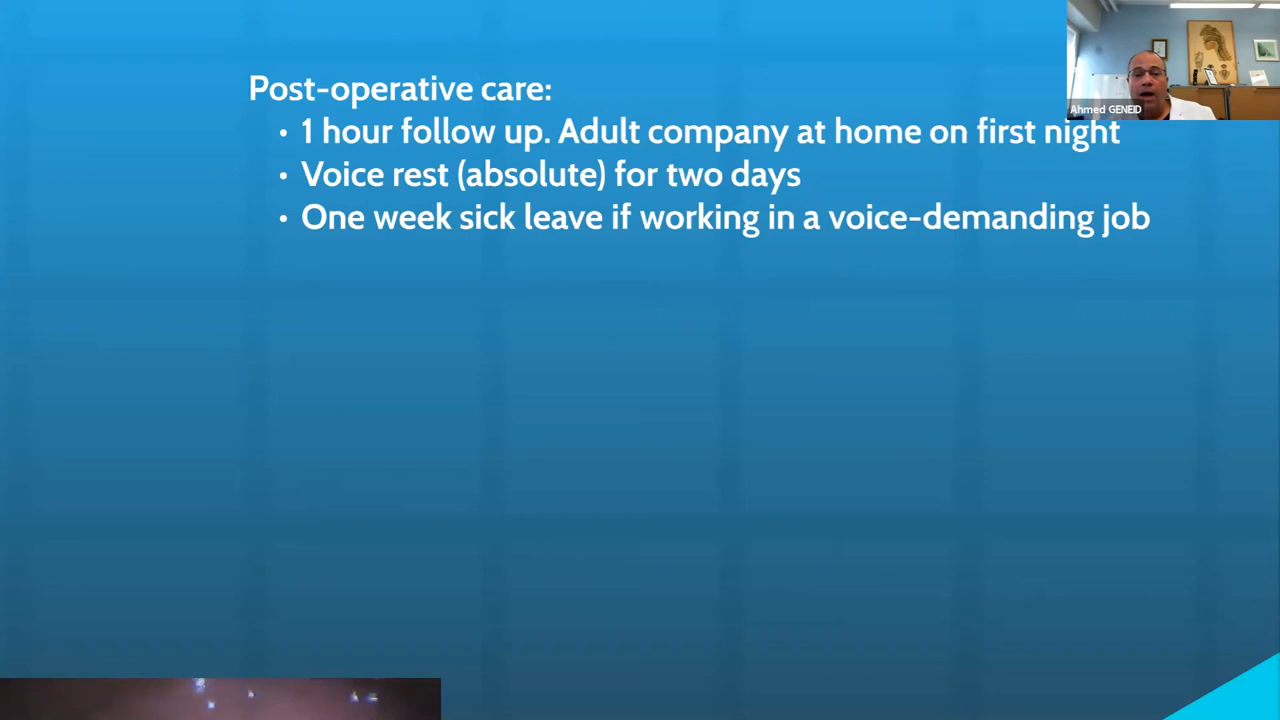 Post-operative care:
• 1 hour follow up. Adult company at home on first night
• Voice rest (absolute) for two days
• One week sick leave if working in a voice-demanding job
Ahmed GENEID